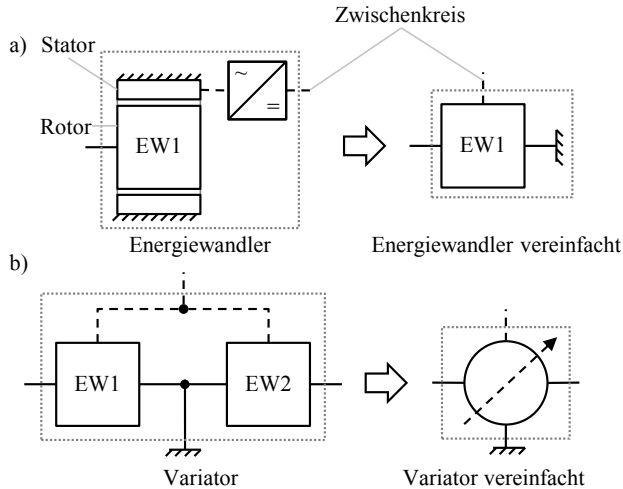 Zwischenkreis
a)
Stator
~
=
Rotor
EW1
EW1
Energiewandler
Energiewandler vereinfacht
b)
EW1
EW2
Variator
Variator vereinfacht